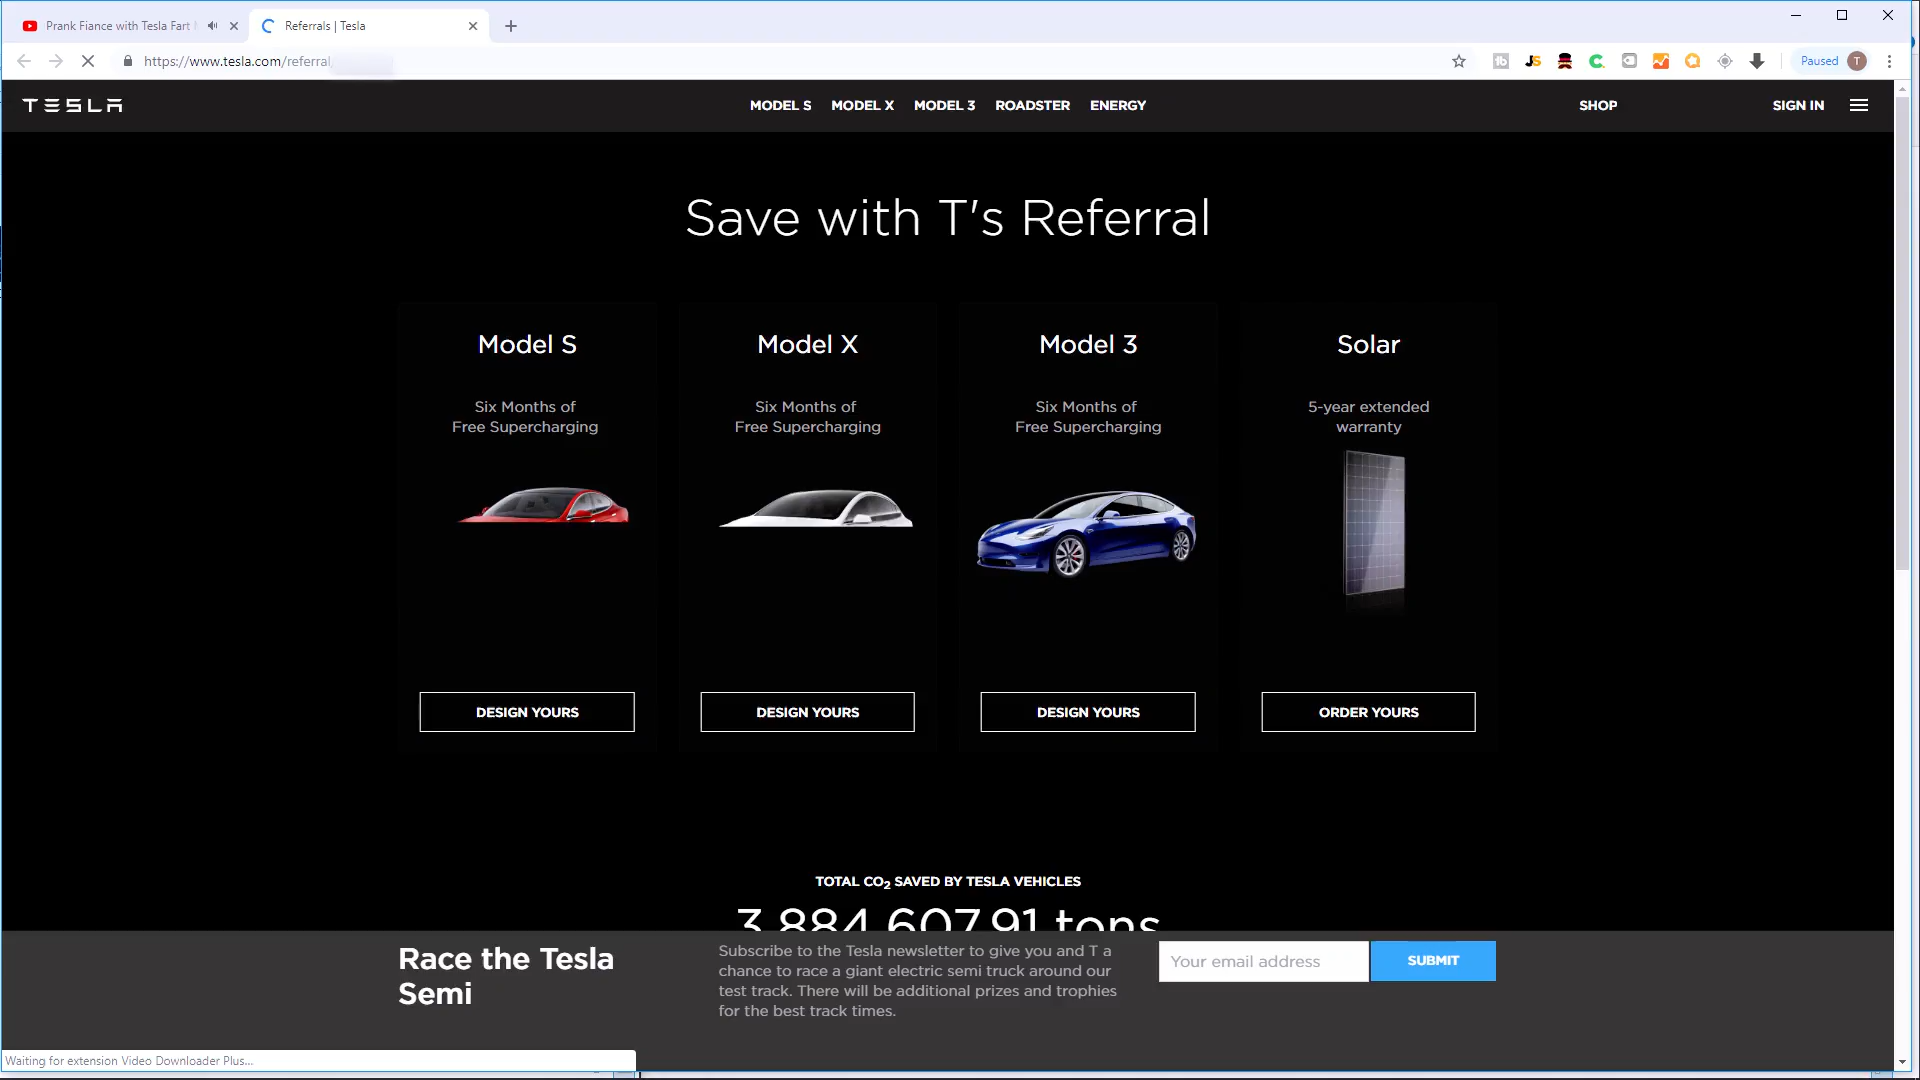 Prank Fiance with Tesla Fart
Referrals | Tesla
https://www.tesla.com/referral
Paused T
TESLA
MODEL S MODEL X MODEL 3 ROADSTER ENERGY SHOP SIGN IN
Save with T's Referral
Model S
Six Months of
Free Supercharging
DESIGN YOURS
Model X
Six Months of
Free Supercharging
DESIGN YOURS
Model 3
Six Months of
Free Supercharging
DESIGN YOURS
Solar
5-year extended
warranty
ORDER YOURS
TOTAL CO₂ SAVED BY TESLA VEHICLES
3,884,607.91 tons
Race the Tesla
Semi
Subscribe to the Tesla newsletter to give you and T a
chance to race a giant electric semi truck around our
test track. There will be additional prizes and trophies
for the best track times.
Your email address
SUBMIT
Waiting for extension Video Downloader Plus...